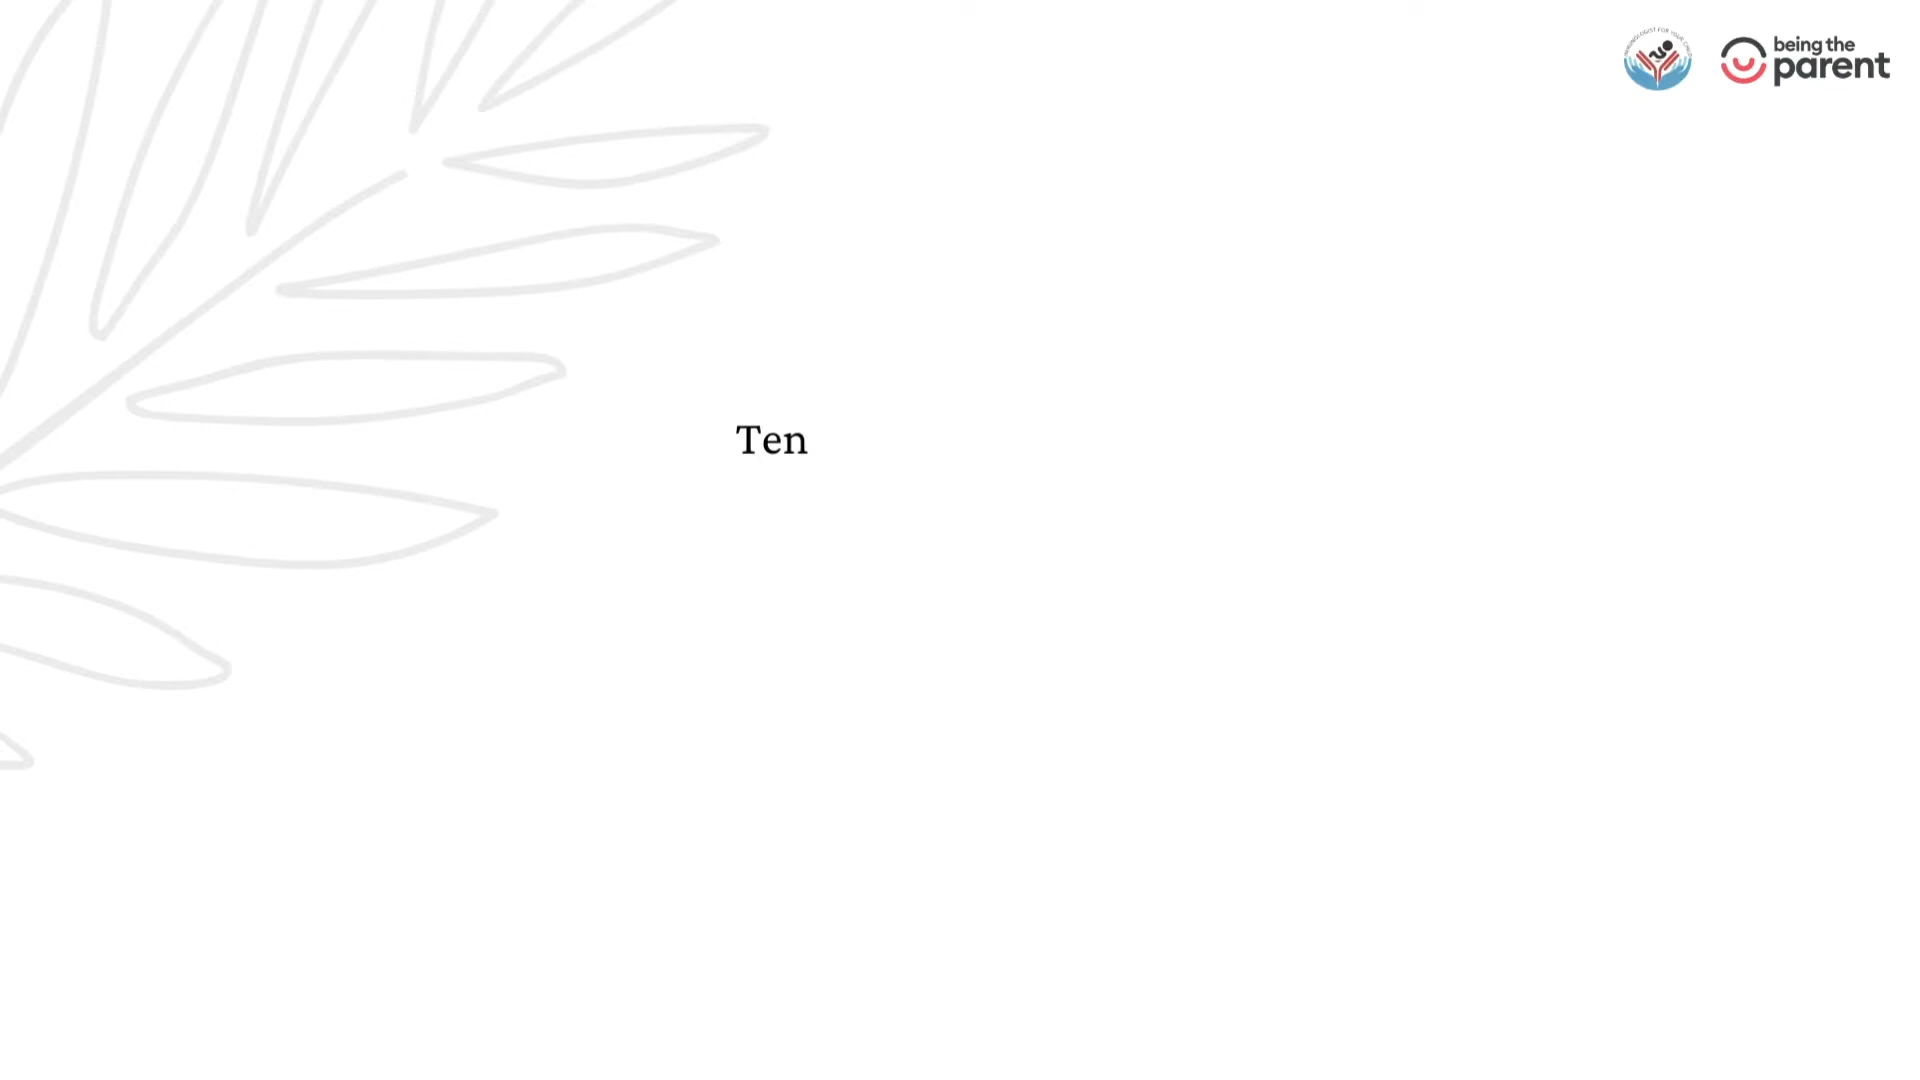 being the
parent
Ten